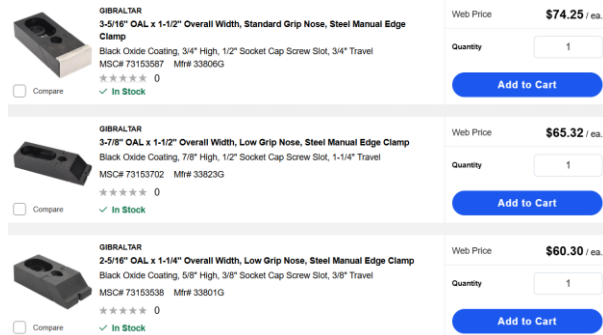 GIBRALTAR
3-5/16" OAL x 1-1/2" Overall Width, Standard Grip Nose, Steel Manual Edge
Clamp
Black Oxide Coating, 3/4" High, 1/2" Socket Cap Screw Slot, 3/4" Travel
MSC# 73153587 Mfr# 33806G
0
Compare
In Stock
Web Price
$74.25 / ea.
Quantity
1
Add to Cart
GIBRALTAR
3-7/8" OAL x 1-1/2" Overall Width, Low Grip Nose, Steel Manual Edge Clamp
Black Oxide Coating, 7/8" High, 1/2" Socket Cap Screw Slot, 1-1/4" Travel
MSC# 73153702 Mfr# 33823G
0
Compare
In Stock
Web Price
$65.32 / ea.
Quantity
1
Add to Cart
GIBRALTAR
2-5/16" OAL x 1-1/4" Overall Width, Low Grip Nose, Steel Manual Edge Clamp
Black Oxide Coating, 5/8" High, 3/8" Socket Cap Screw Slot, 3/8" Travel
MSC# 73153538 Mfr# 33801G
0
Compare
In Stock
Web Price
$60.30 / ea.
Quantity
1
Add to Cart